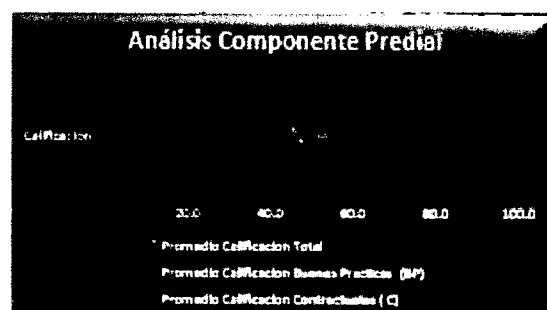 Análisis Componente Predial
Calificacion
20.0 40.0 60.0 80.0 100.0
Promedio Calificacion Total
Promedio Calificacion Buenas Practicas (BP)
Promedio Calificacion Contractuales ( C)